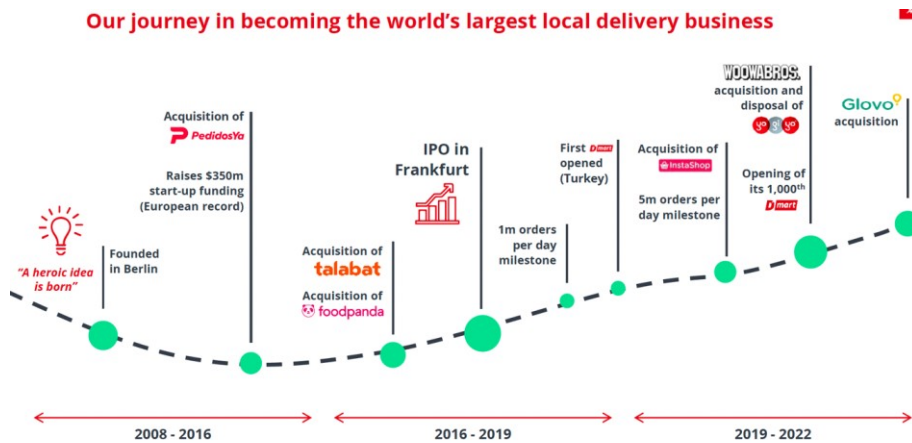 Our journey in becoming the world's largest local delivery business
"A heroic idea
is born"
Founded
in Berlin
Acquisition of
PedidosYa
Raises $350m
start-up funding
(European record)
Acquisition of
talabat
Acquisition of
foodpanda
IPO in
Frankfurt
1m orders
per day
milestone
First Dmart
opened
(Turkey)
Acquisition of
InstaShop
5m orders per
day milestone
WOOWABROS.
acquisition and
disposal of
yo gi yo
Opening of
its 1,000th
Dmart
Glovo
acquisition
2008 - 2016
2016 - 2019
2019 - 2022